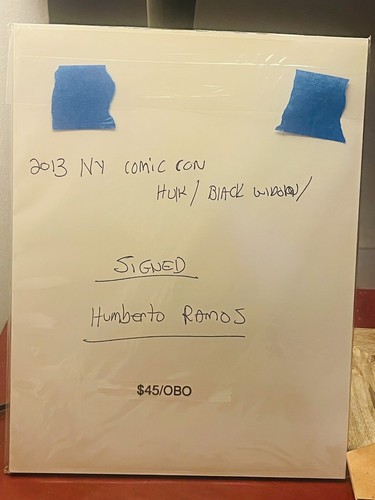 2013 NY COMIC CON
HULK / BLACK WIDOW /
SIGNED
Humberto RAMOS
$45/OBO